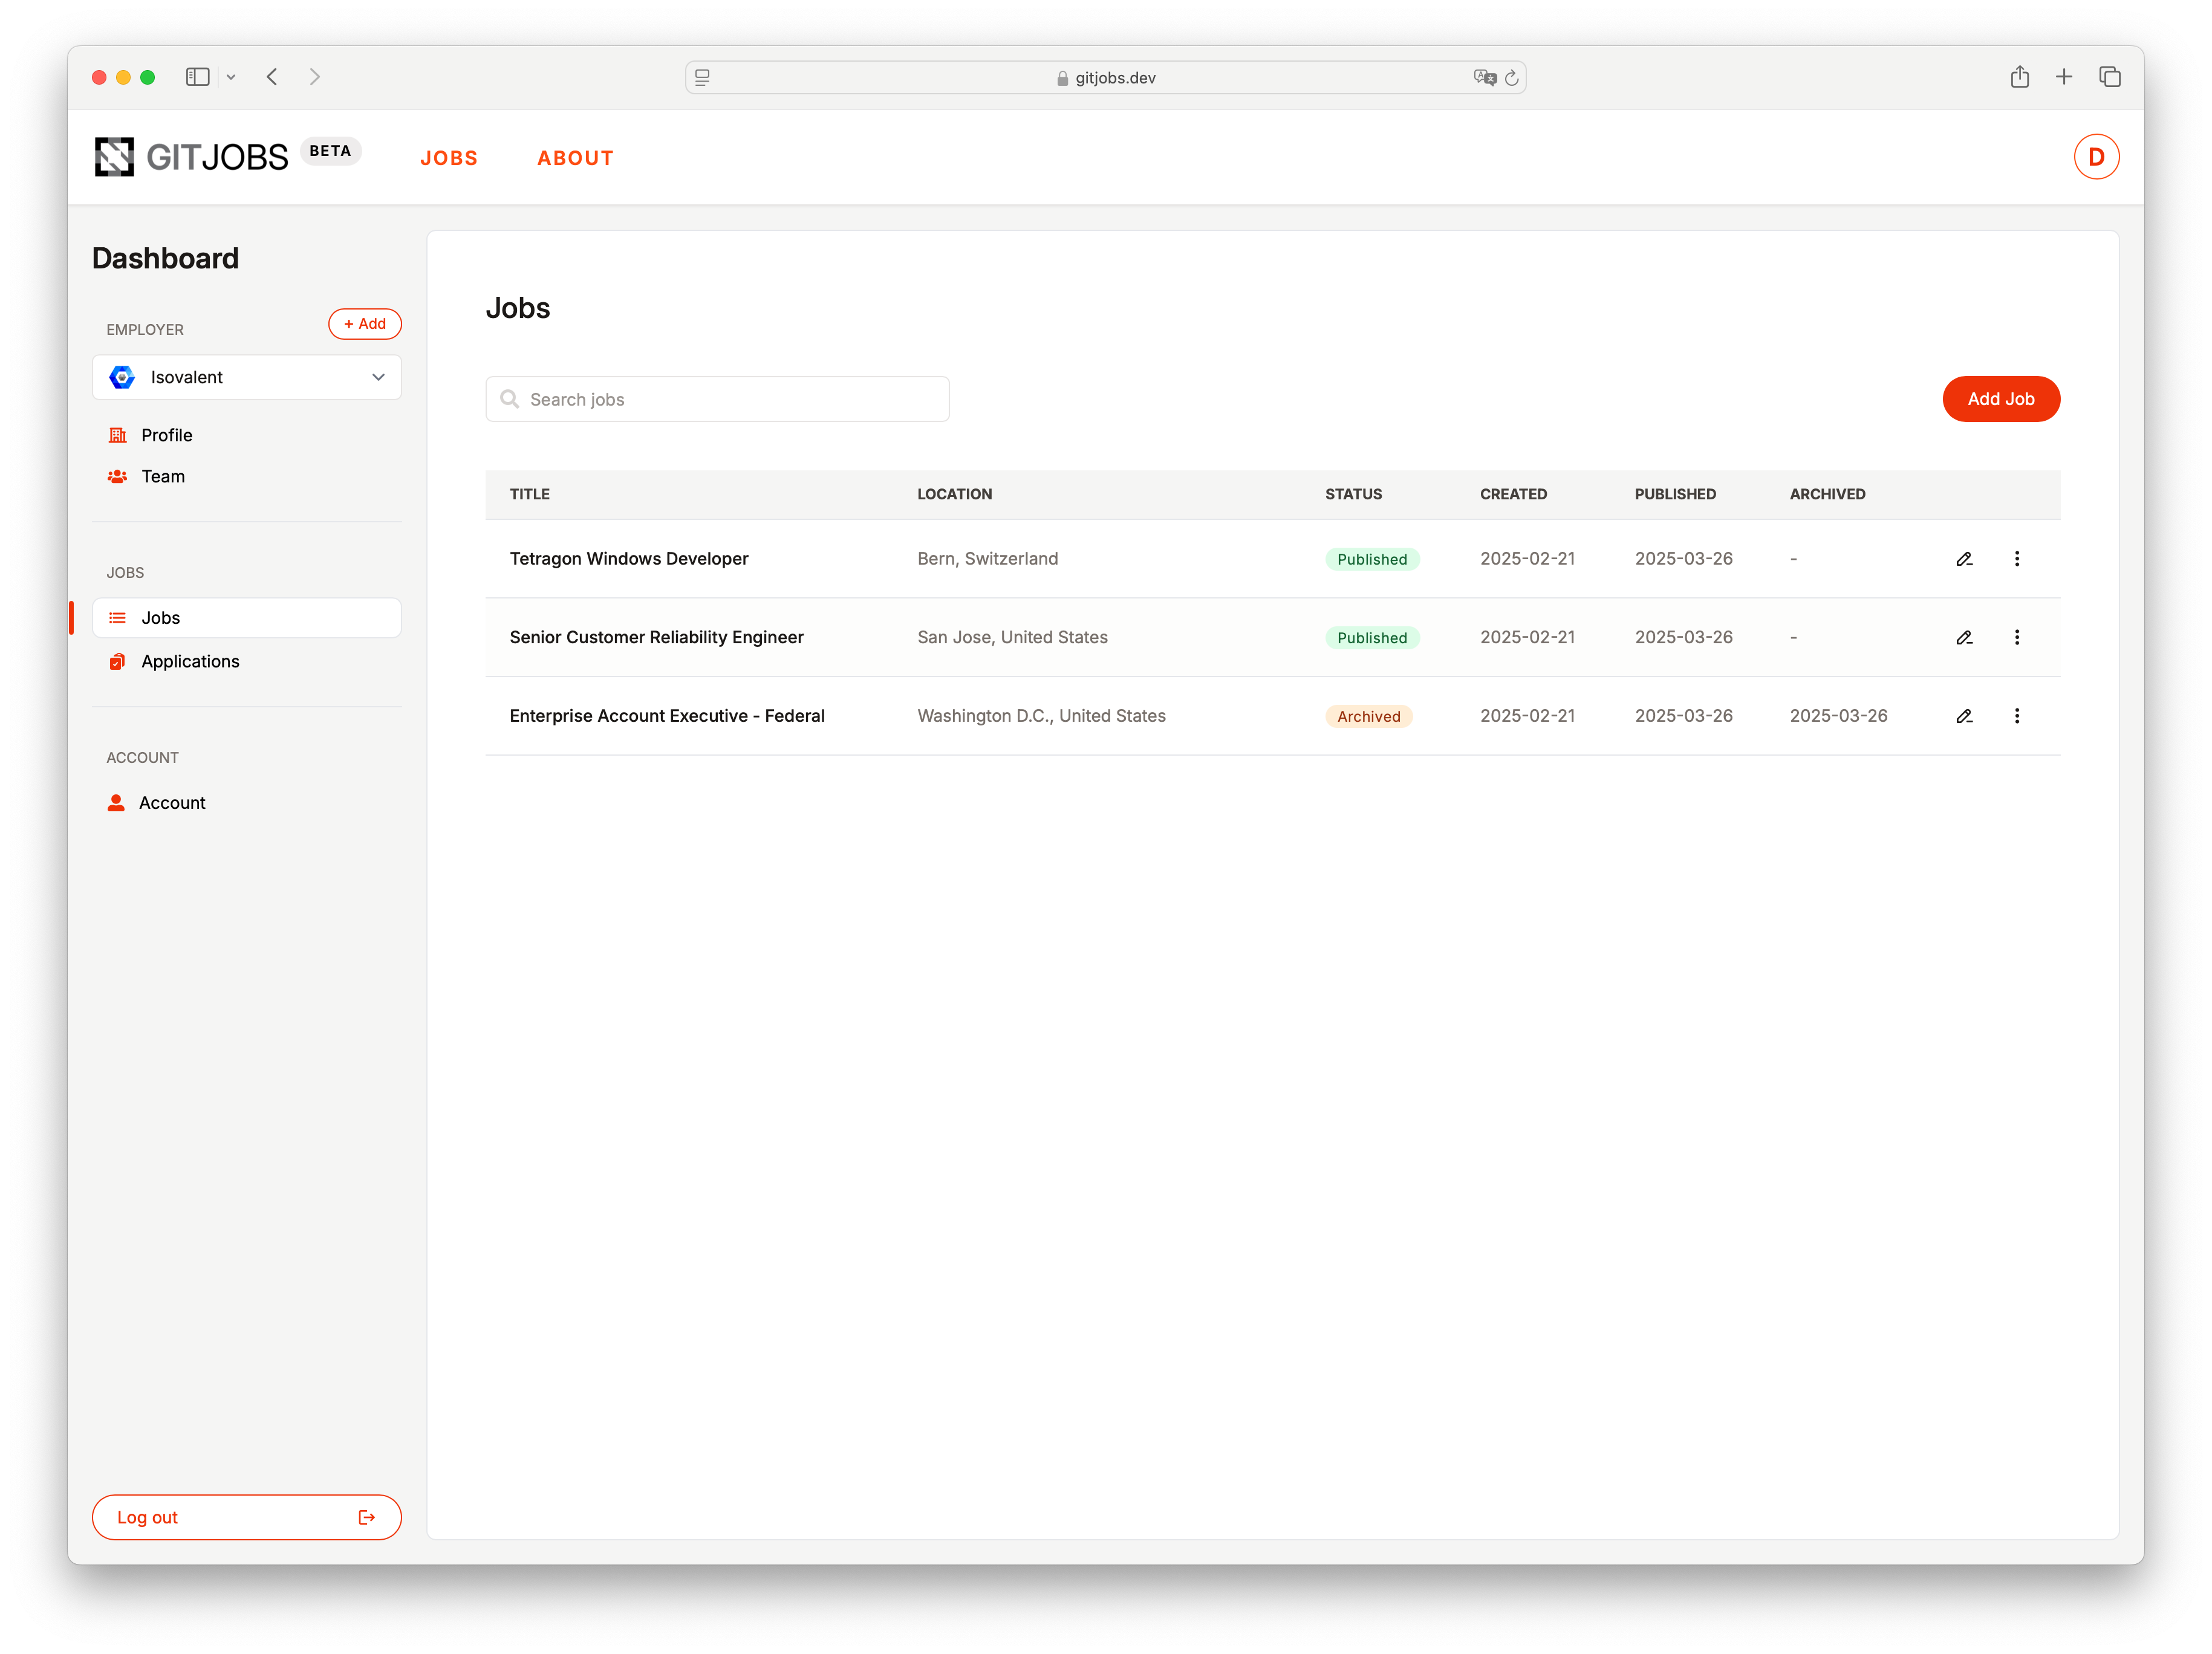 gitjobs.dev
GITJOBS BETA JOBS ABOUT D
Dashboard
EMPLOYER + Add
Isovalent
Profile
Team
JOBS
Jobs
Applications
ACCOUNT
Account
Log out
Jobs
Search jobs Add Job
TITLE LOCATION STATUS CREATED PUBLISHED ARCHIVED
Tetragon Windows Developer Bern, Switzerland Published 2025-02-21 2025-03-26 -
Senior Customer Reliability Engineer San Jose, United States Published 2025-02-21 2025-03-26 -
Enterprise Account Executive - Federal Washington D.C., United States Archived 2025-02-21 2025-03-26 2025-03-26